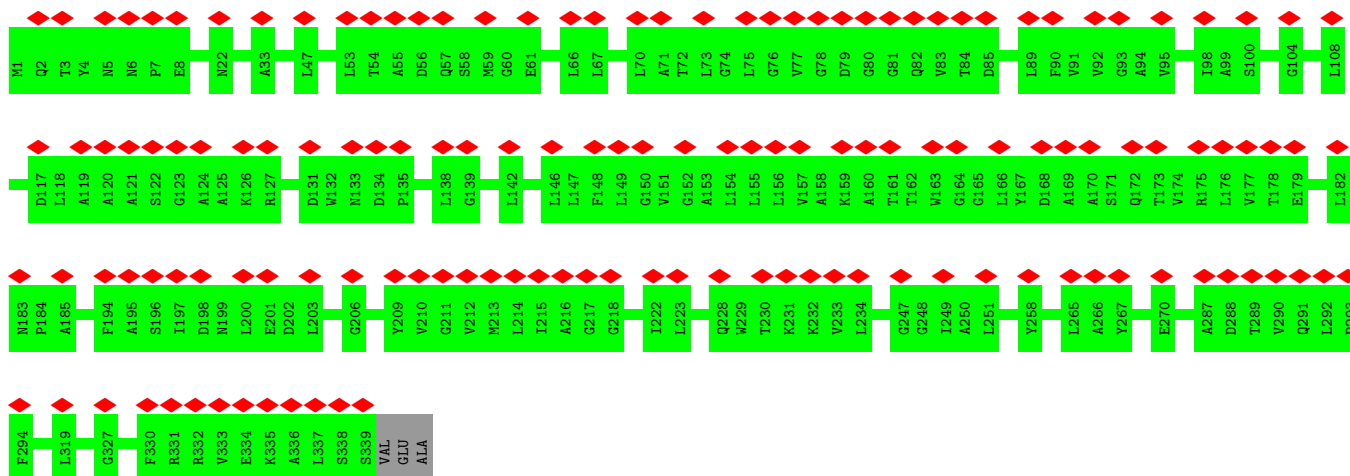 M1 Q2 T3 Y4 N5 N6 P7 E8 N22 A33 L47 L53 T54 A55 D56 Q57 S58 M59 G60 E61 L66 L67 L70 A71 T72 L73 G74 L75 G76 V77 G78 D79 G80 G81 Q82 V83 T84 D85 L89 F90 V91 V92 G93 A94 V95 I98 A99 S100 G104 L108
D117 L118 A119 A120 A121 S122 G123 A124 A125 K126 R127 D131 W132 N133 D134 P135 L138 G139 L142 L146 L147 F148 L149 G150 V151 G152 A153 L154 L155 L156 V157 A158 K159 A160 T161 T162 W163 G164 G165 L166 Y167 D168 A169 A170 S171 Q172 T173 V174 R175 L176 V177 T178 E179 L182
N183 P184 A185 F194 A195 S196 I197 D198 N199 L200 E201 D202 L203 G206 Y209 V210 G211 V212 M213 L214 I215 A216 G217 G218 I222 L223 Q228 W229 T230 K231 K232 V233 L234 G247 G248 I249 A250 L251 Y258 L265 A266 Y267 E270 A287 D288 T289 V290 Q291 L292
F294 L319 G327 F330 R331 R332 V333 E334 K335 A336 L337 S338 S339 VAL GLU ALA